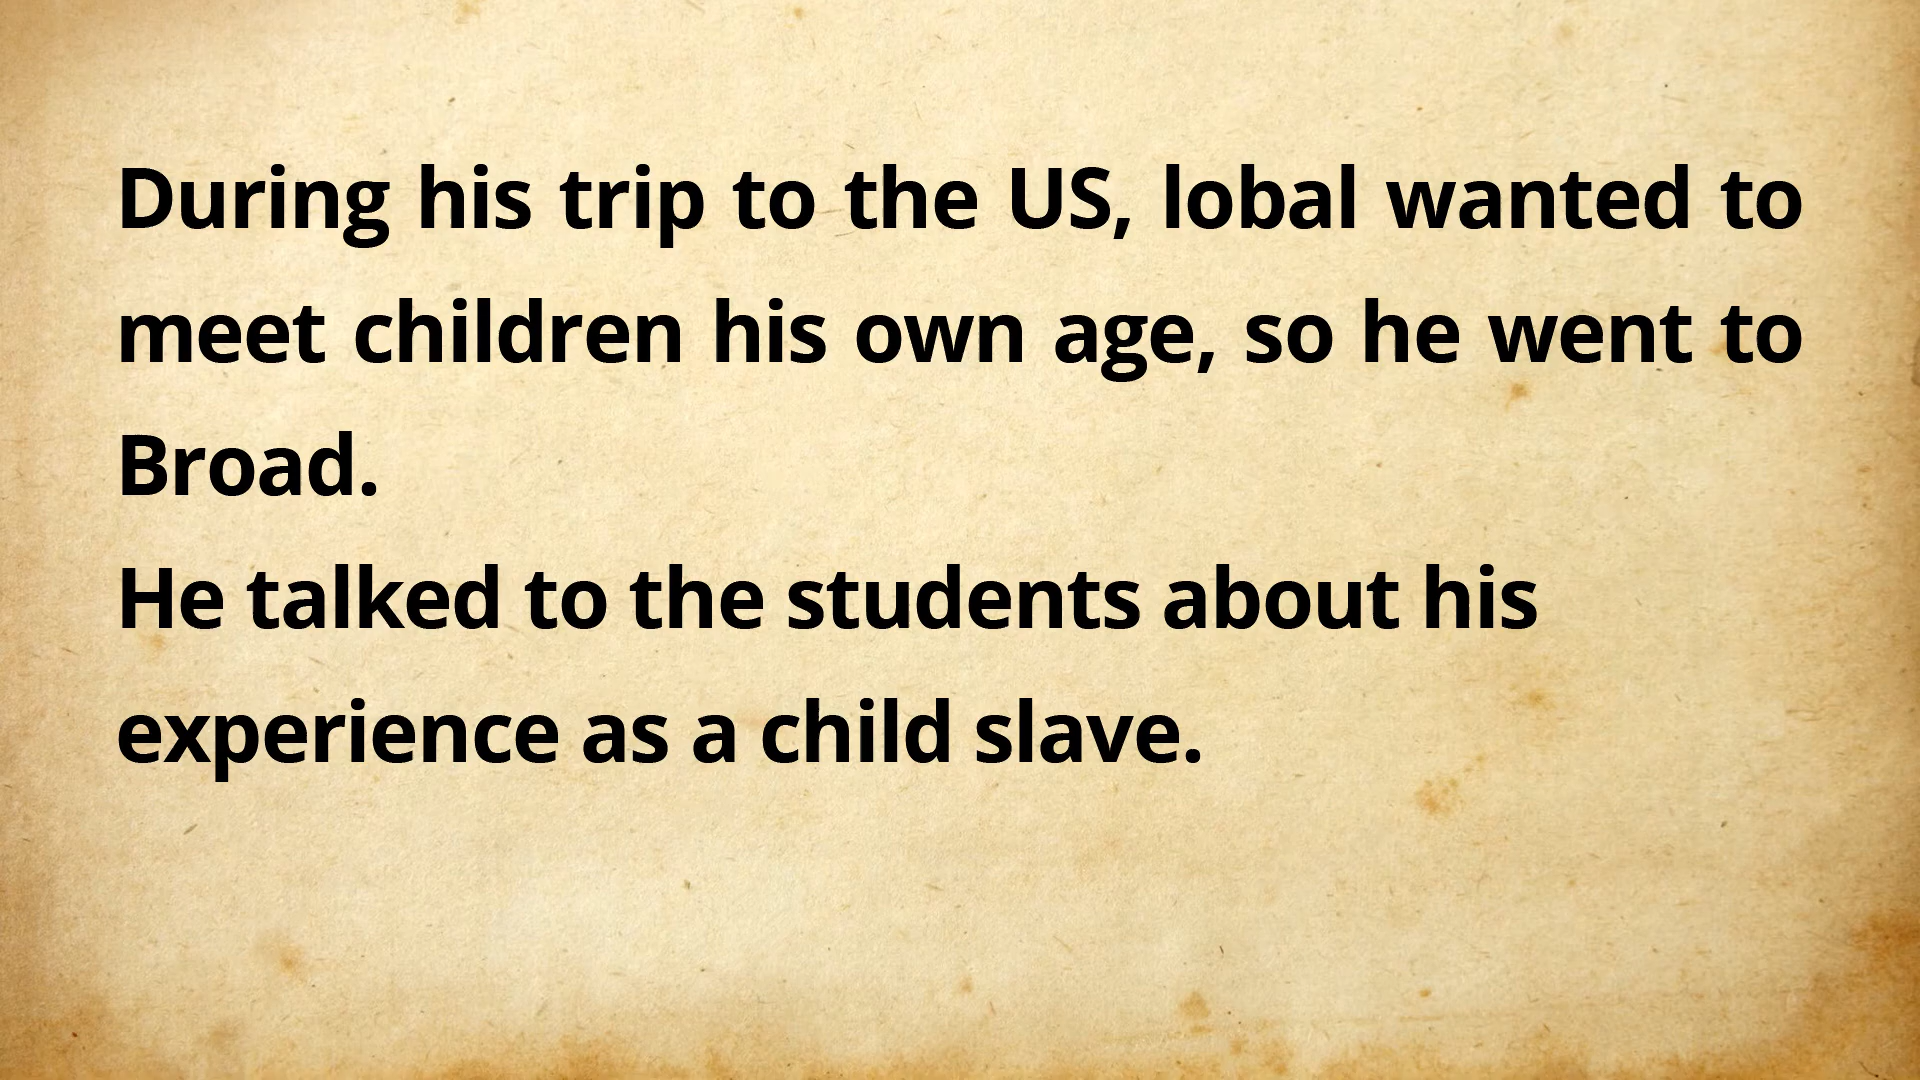 During his trip to the US, lobal wanted to
meet children his own age, so he went to
Broad.
He talked to the students about his
experience as a child slave.